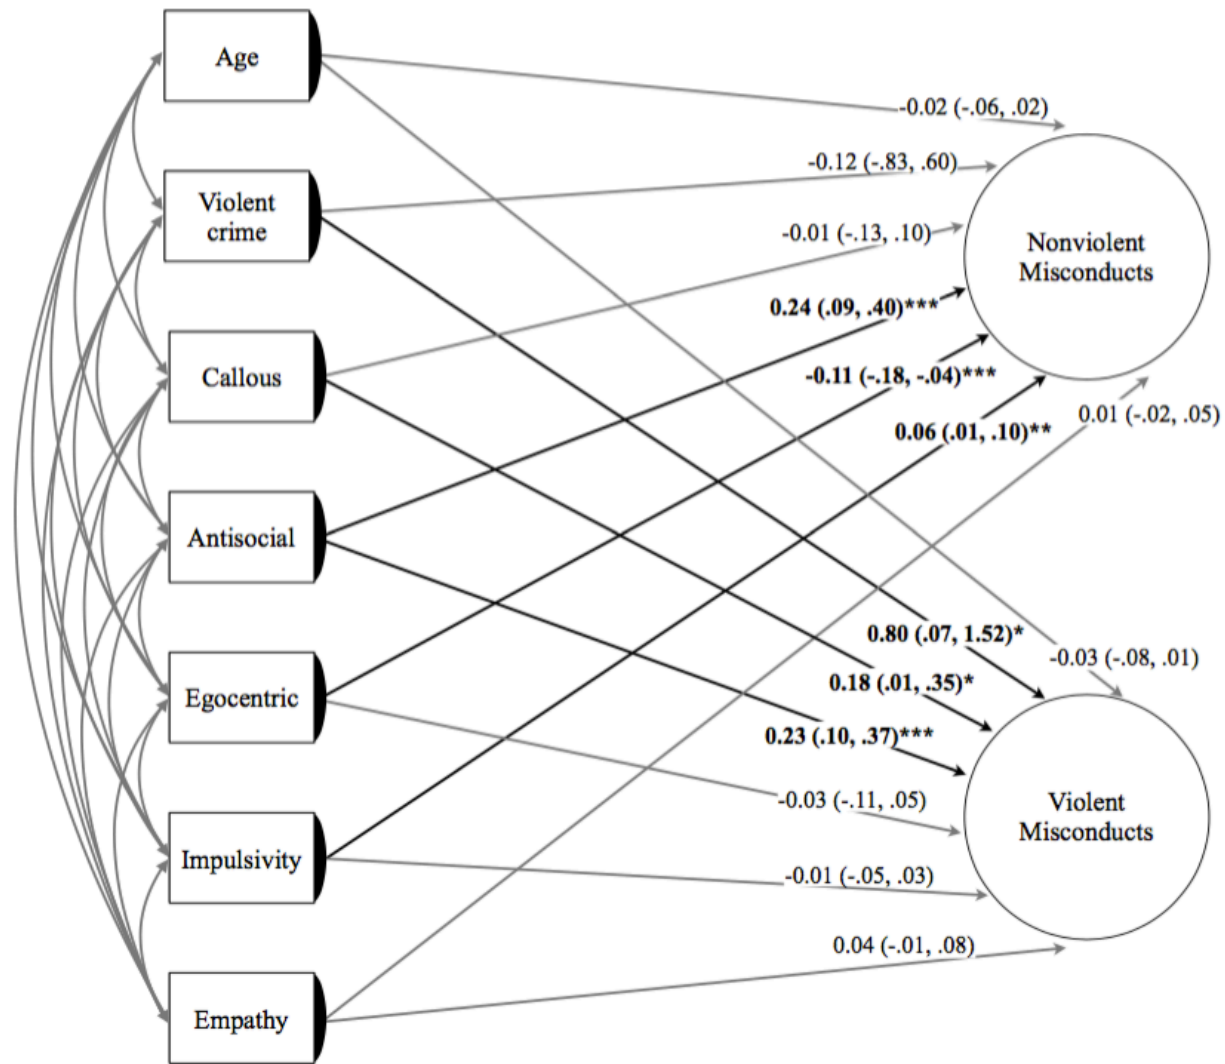 Age
Violent
crime
Callous
Antisocial
Egocentric
Impulsivity
Empathy
-0.02 (-.06, .02)
-0.12 (-.83, .60)
-0.01 (-.13, .10)
0.24 (.09, .40)***
-0.11 (-.18, -.04)***
0.06 (.01, .10)**
0.01 (-.02, .05)
Nonviolent
Misconducts
0.80 (.07, 1.52)*
-0.03 (-.08, .01)
0.18 (.01, .35)*
0.23 (.10, .37)***
-0.03 (-.11, .05)
-0.01 (-.05, .03)
0.04 (-.01, .08)
Violent
Misconducts